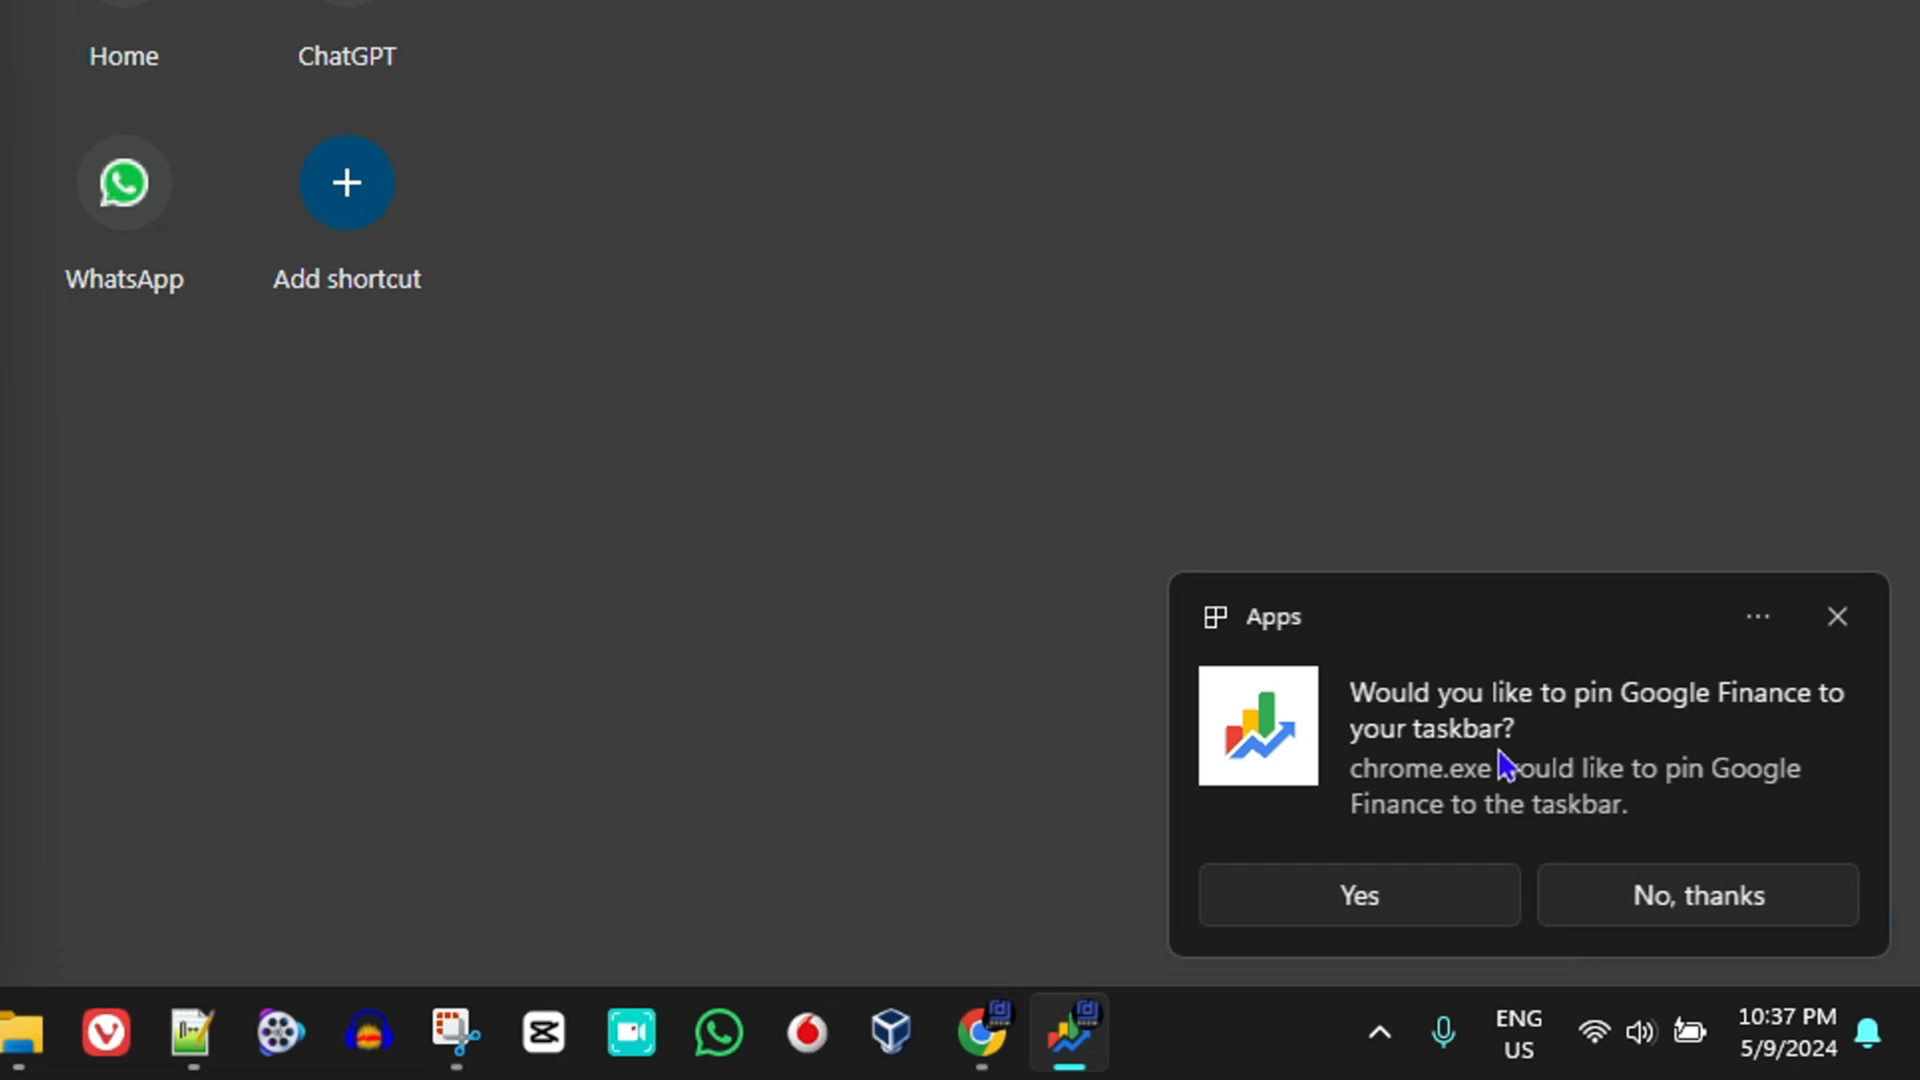 Home
ChatGPT
WhatsApp
Add shortcut
Apps
Would you like to pin Google Finance to
your taskbar?
chrome.exe would like to pin Google
Finance to the taskbar.
Yes
No, thanks
ENG
US
10:37 PM
5/9/2024